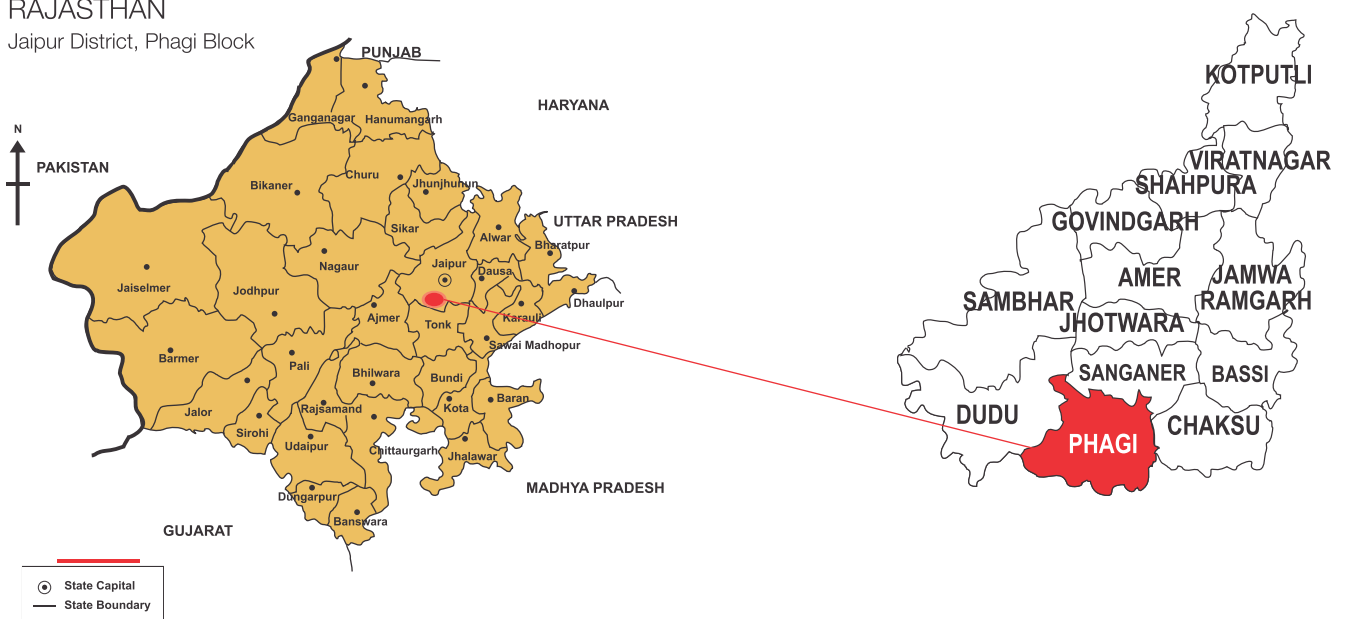 RAJASTHAN
Jaipur District, Phagi Block
PUNJAB
HARYANA
N
PAKISTAN
UTTAR PRADESH
MADHYA PRADESH
GUJARAT
Ganganagar
Hanumangarh
Bikaner
Churu
Jhunjhunun
Sikar
Alwar
Bharatpur
Nagaur
Jaipur
Dausa
Jaiselmer
Jodhpur
Dhaulpur
Ajmer
Tonk
Karauli
Sawai Madhopur
Barmer
Pali
Bhilwara
Bundi
Kota
Baran
Jalor
Rajsamand
Sirohi
Udaipur
Chittaurgarh
Jhalawar
Dungarpur
Banswara
State Capital
State Boundary
KOTPUTLI
VIRATNAGAR
SHAHPURA
GOVINDGARH
AMER
JAMWA
RAMGARH
SAMBHAR
JHOTWARA
SANGANER
BASSI
DUDU
CHAKSU
PHAGI